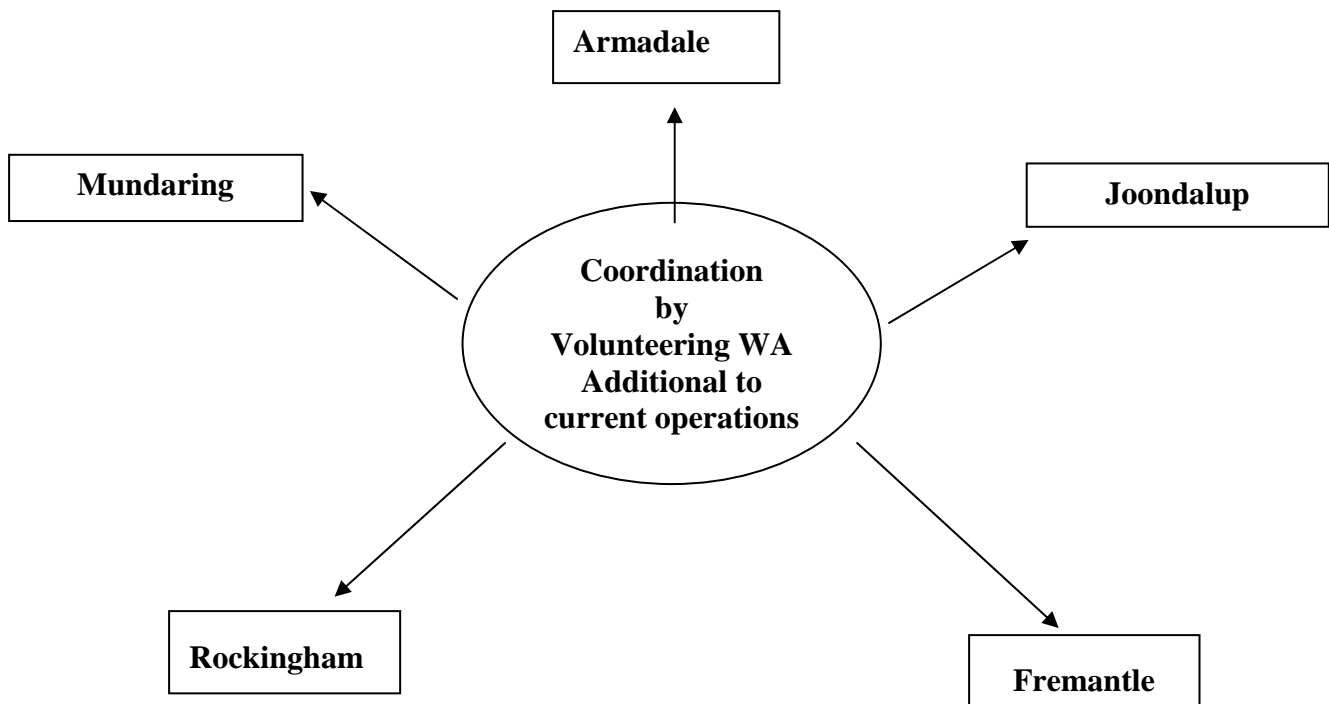 Armadale
Mundaring
Joondalup
Coordination
by
Volunteering WA
Additional to
current operations
Rockingham
Fremantle